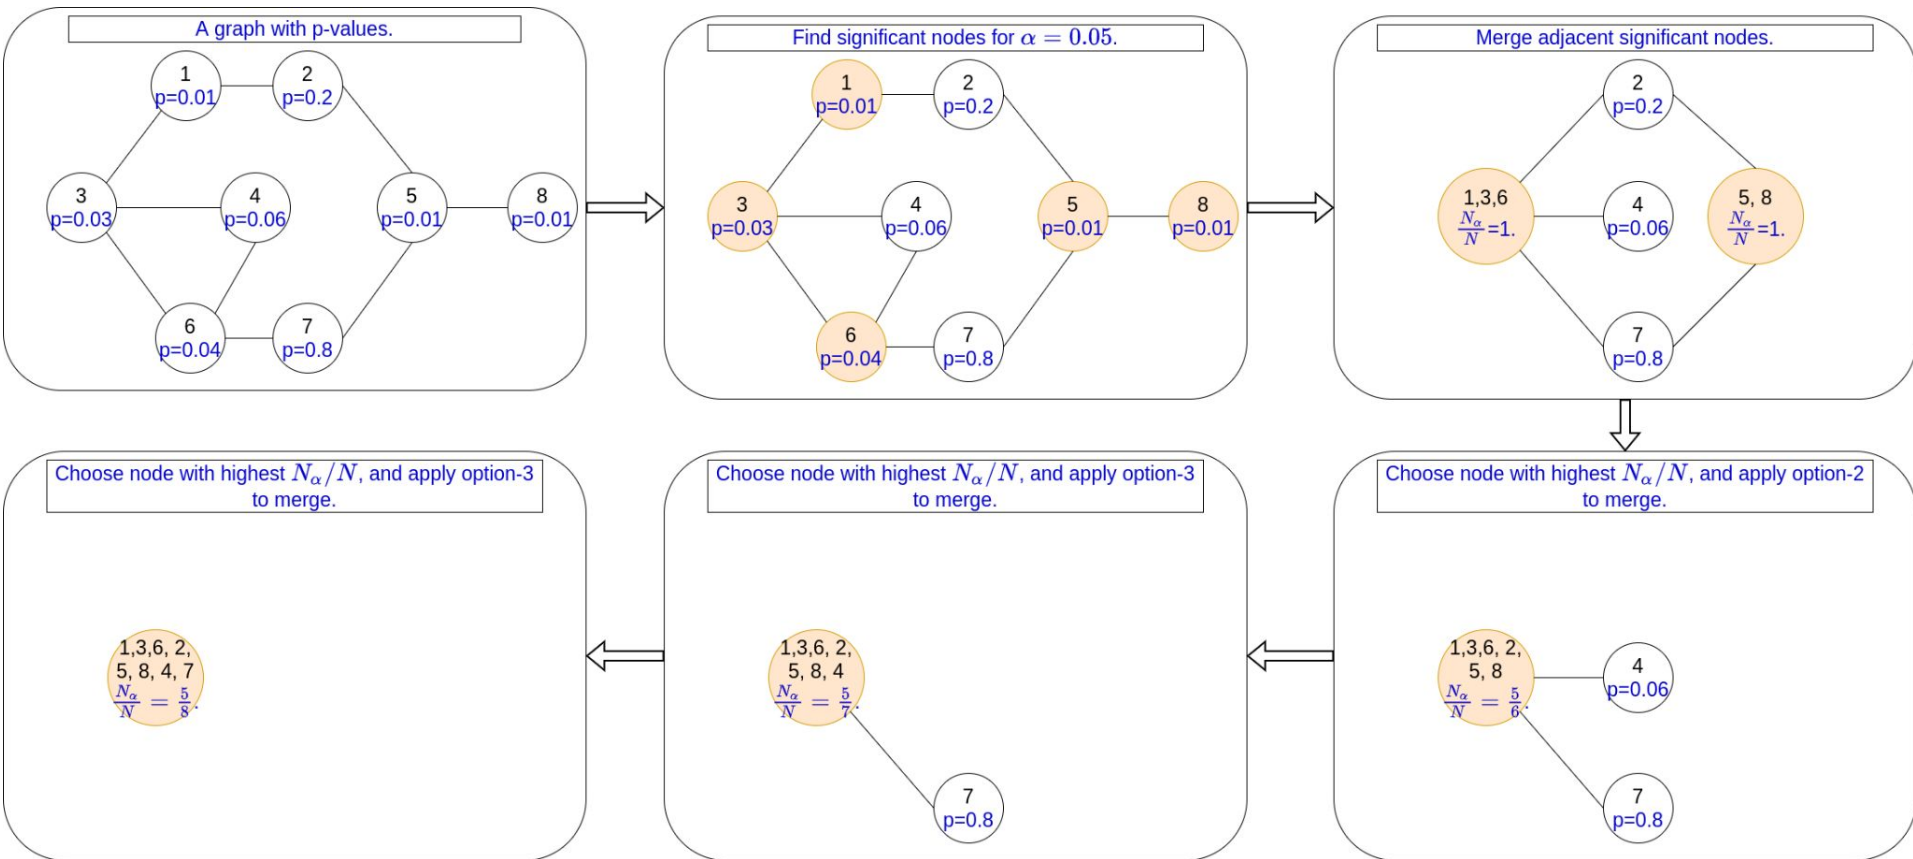 A graph with p-values.
1
p=0.01
2
p=0.2
3
p=0.03
4
p=0.06
5
p=0.01
8
p=0.01
6
p=0.04
7
p=0.8
Find significant nodes for α = 0.05.
1
p=0.01
2
p=0.2
3
p=0.03
4
p=0.06
5
p=0.01
8
p=0.01
6
p=0.04
7
p=0.8
Merge adjacent significant nodes.
2
p=0.2
1,3,6
Nα/N =1.
4
p=0.06
5, 8
Nα/N =1.
7
p=0.8
Choose node with highest Nα/N, and apply option-2
to merge.
1,3,6, 2,
5, 8
Nα/N = 5/6.
4
p=0.06
7
p=0.8
Choose node with highest Nα/N, and apply option-3
to merge.
1,3,6, 2,
5, 8, 4
Nα/N = 5/7.
7
p=0.8
Choose node with highest Nα/N, and apply option-3
to merge.
1,3,6, 2,
5, 8, 4, 7
Nα/N = 5/8.